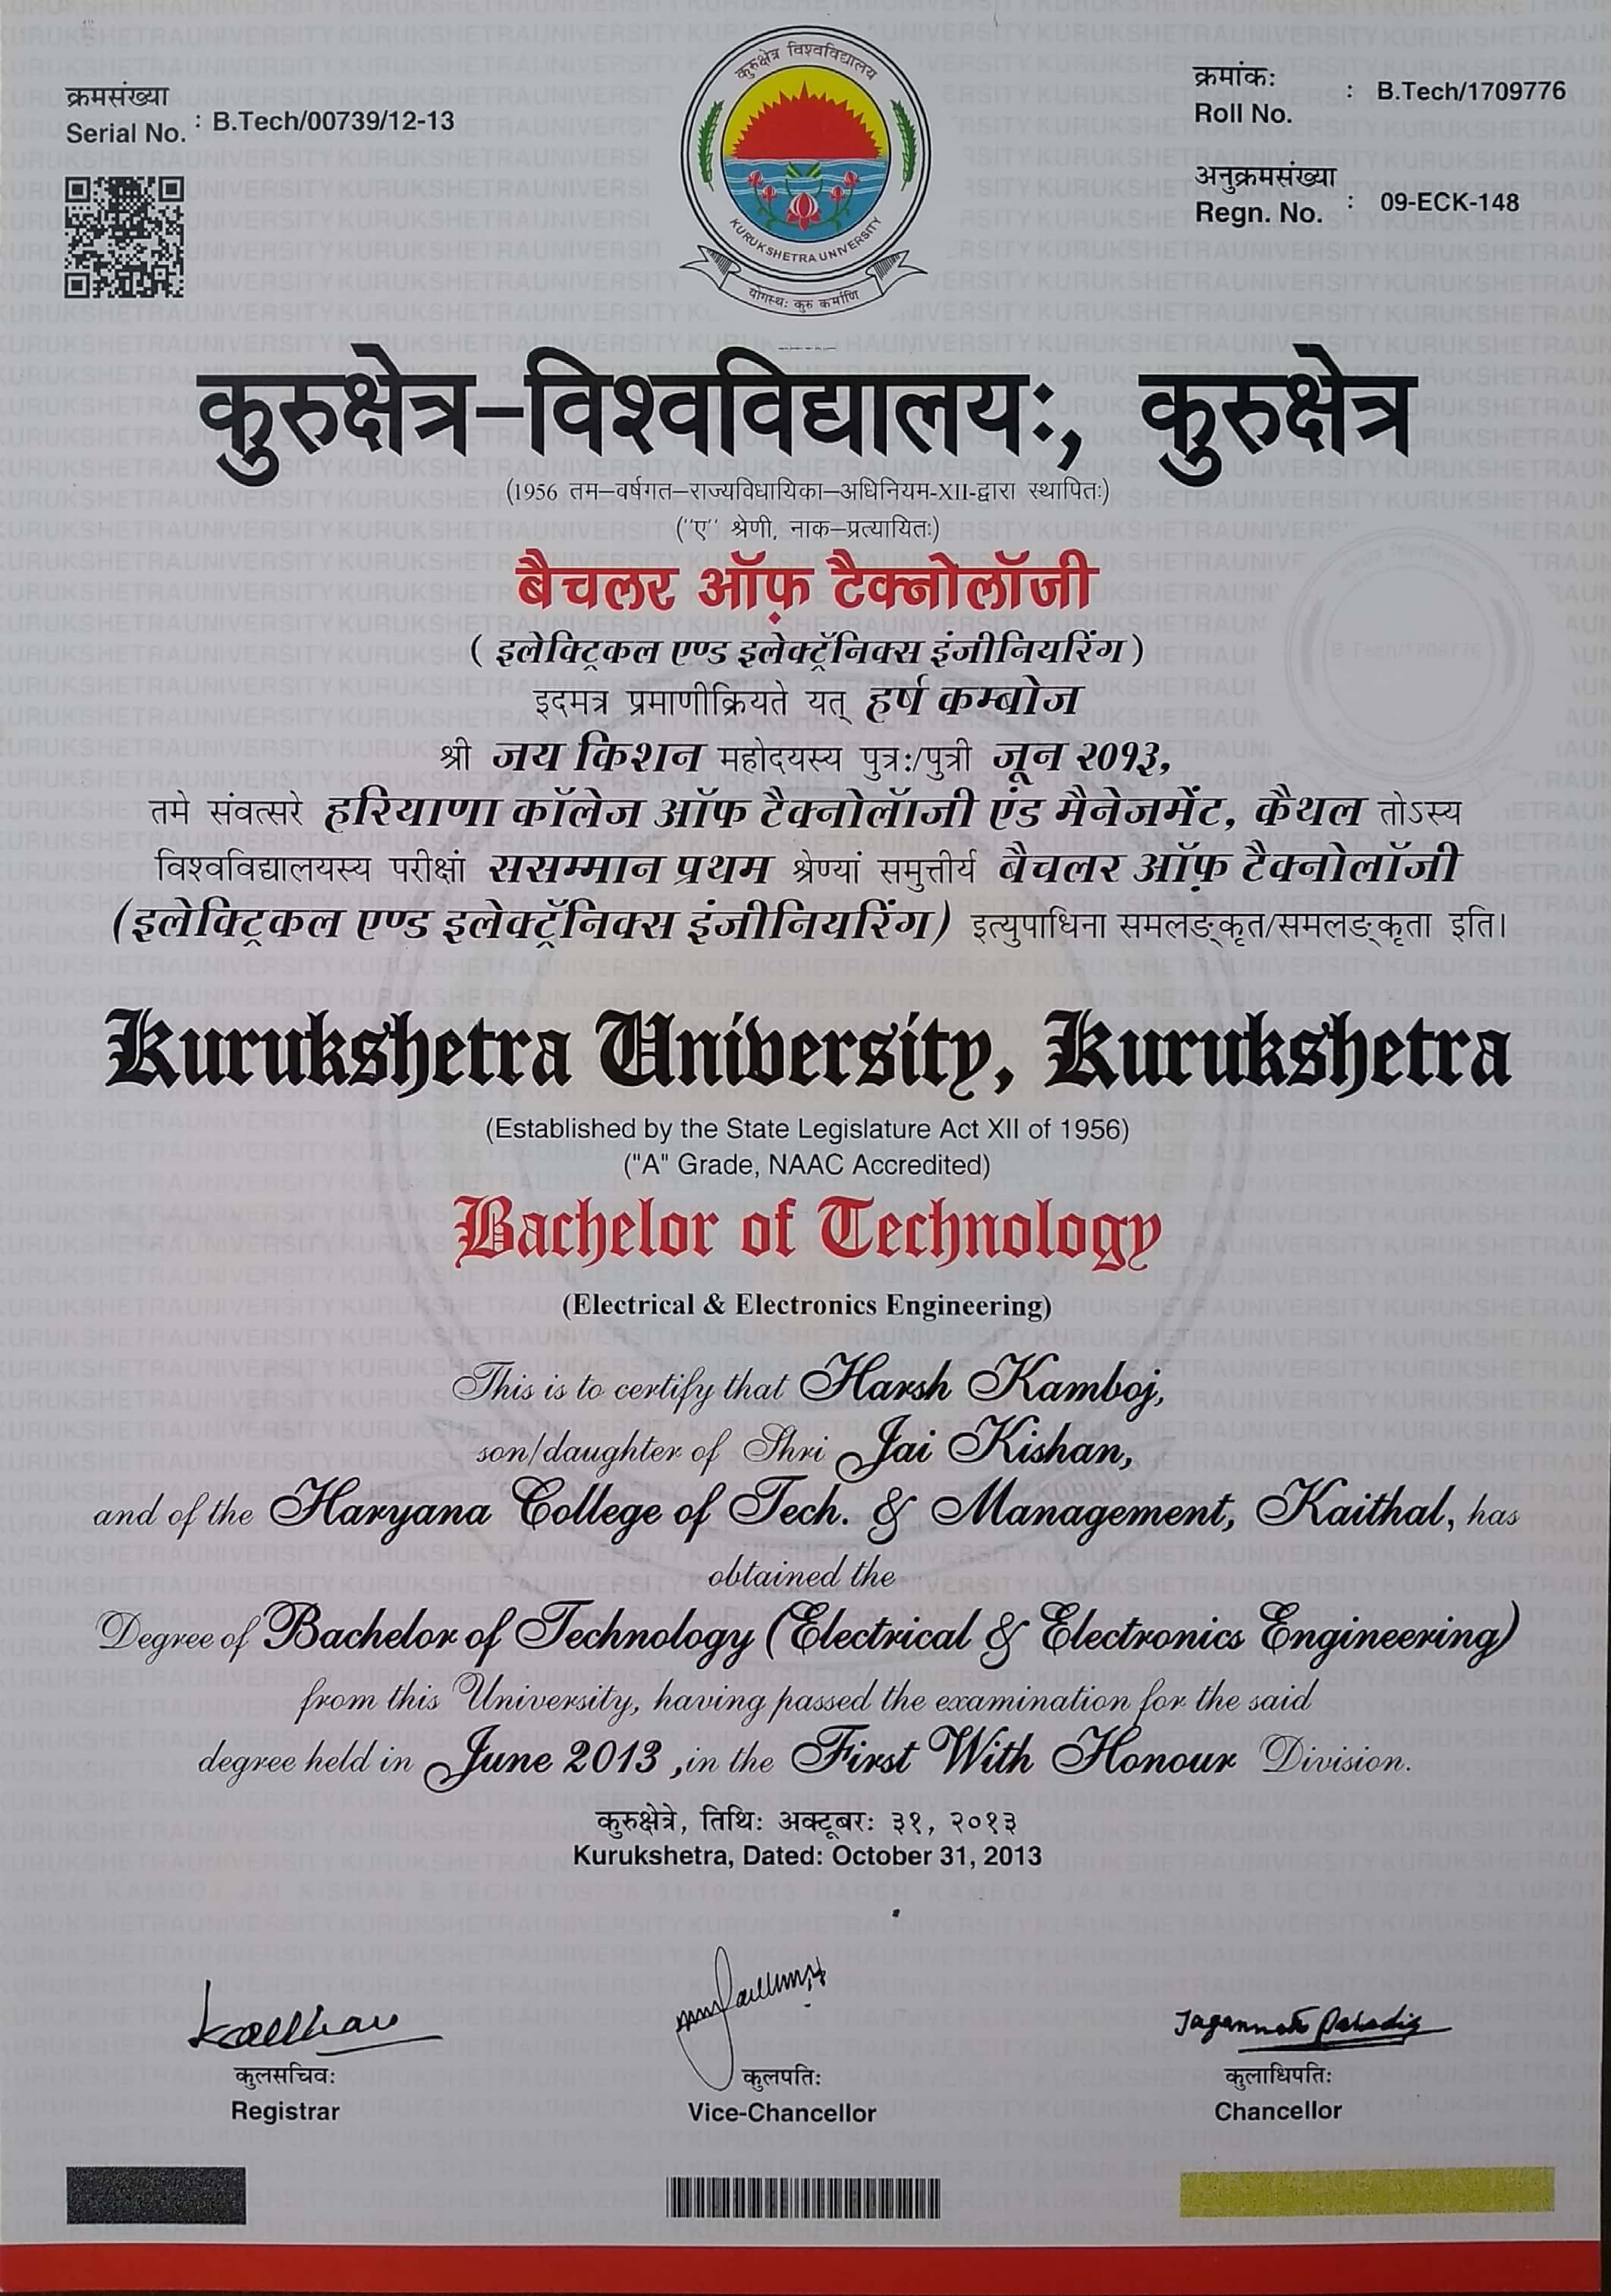 क्रमसंख्या
Serial No. : B.Tech/00739/12-13
कुरुक्षेत्र विश्वविद्यालय
KURUKSHETRA UNIVERSITY
योगस्थः कुरु कर्माणि
क्रमांकः
Roll No. : B.Tech/1709776
अनुक्रमसंख्या
Regn. No. : 09-ECK-148
कुरुक्षेत्र-विश्वविद्यालयः, कुरुक्षेत्र
(1956 तम-वर्षगत-राज्यविधायिका-अधिनियम-XII-द्वारा स्थापितः)
("ए" श्रेणी, नाक-प्रत्यायितः)
बैचलर ऑफ़ टैक्नोलॉजी
( इलेक्ट्रिकल एण्ड इलेक्ट्रॅनिक्स इंजीनियरिंग )
B.Tech/1709776
इदमत्र प्रमाणीक्रियते यत् हर्ष कम्बोज
श्री जय किशन महोदयस्य पुत्रः/पुत्री जून २०१३,
तमे संवत्सरे हरियाणा कॉलेज ऑफ टैक्नोलॅाजी एंड मैनेजमेंट, कैथल तोऽस्य
विश्वविद्यालयस्य परीक्षां ससम्मान प्रथम श्रेण्यां समुत्तीर्य बैचलर ऑफ़ टैक्नोलॉजी
(इलेक्ट्रिकल एण्ड इलेक्ट्रॅनिक्स इंजीनियरिंग) इत्युपाधिना समलङ्कृत/समलङ्कृता इति।
Kurukshetra University, Kurukshetra
(Established by the State Legislature Act XII of 1956)
("A" Grade, NAAC Accredited)
Bachelor of Technology
(Electrical & Electronics Engineering)
This is to certify that Harsh Kamboj,
son/daughter of Shri Jai Kishan,
and of the Haryana College of Tech. & Management, Kaithal, has
obtained the
Degree of Bachelor of Technology (Electrical & Electronics Engineering)
from this University, having passed the examination for the said
degree held in June 2013 ,in the First With Honour Division.
कुरुक्षेत्रे, तिथिः अक्टूबरः ३१, २०१३
Kurukshetra, Dated: October 31, 2013
HARSH KAMBOJ JAI KISHAN B.TECH/1709776 31/10/2013 HARSH KAMBOJ JAI KISHAN B.TECH/1709776 31/10/201
Jagannath Pahadia
कुलसचिवः
Registrar
कुलपतिः
Vice-Chancellor
कुलाधिपतिः
Chancellor